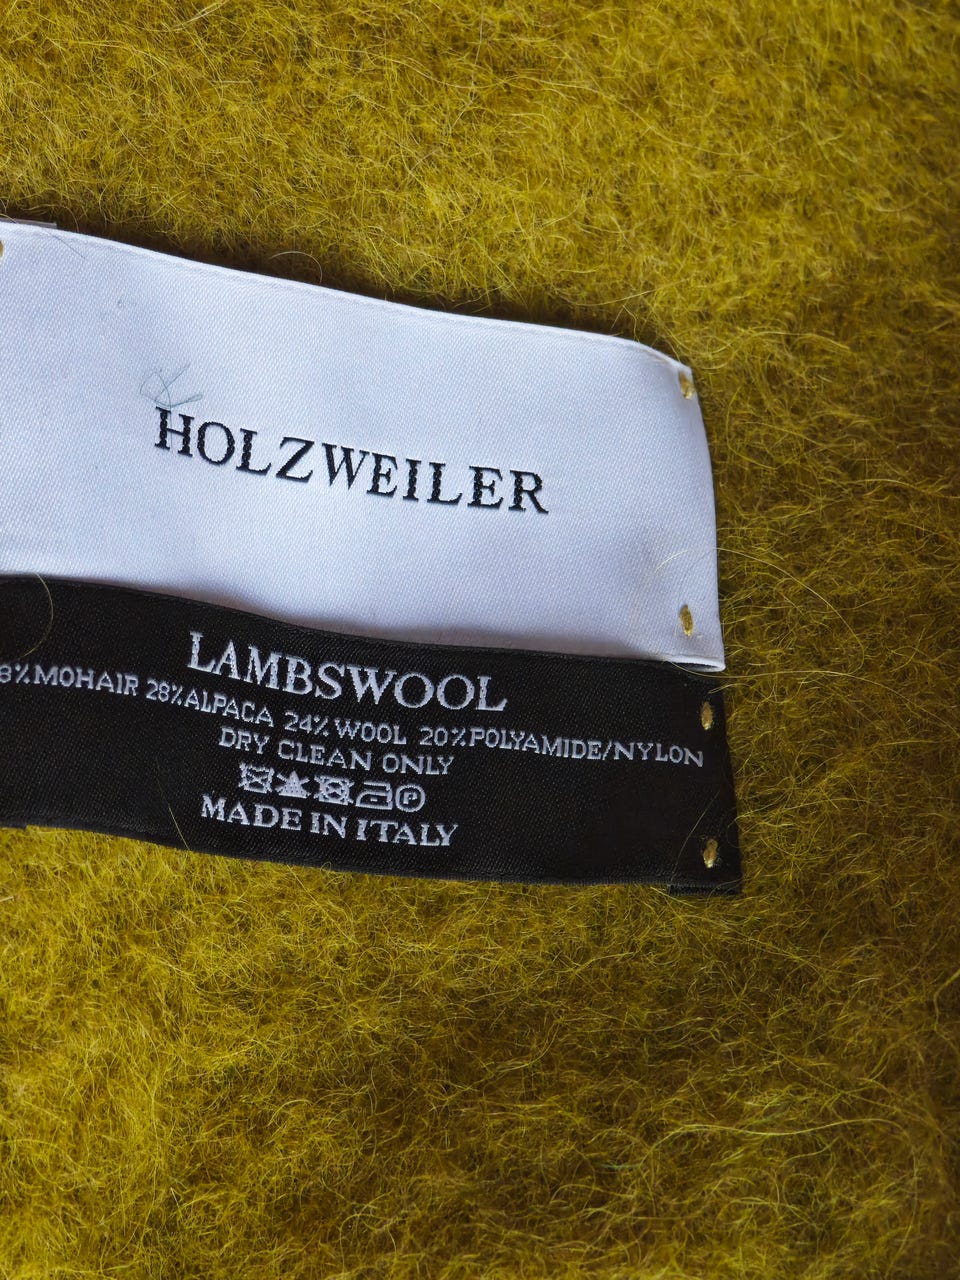 HOLZWEILER
LAMBSWOOL
8% MOHAIR 28% ALPACA 24% WOOL 20% POLYAMIDE/NYLON
DRY CLEAN ONLY
P
MADE IN ITALY